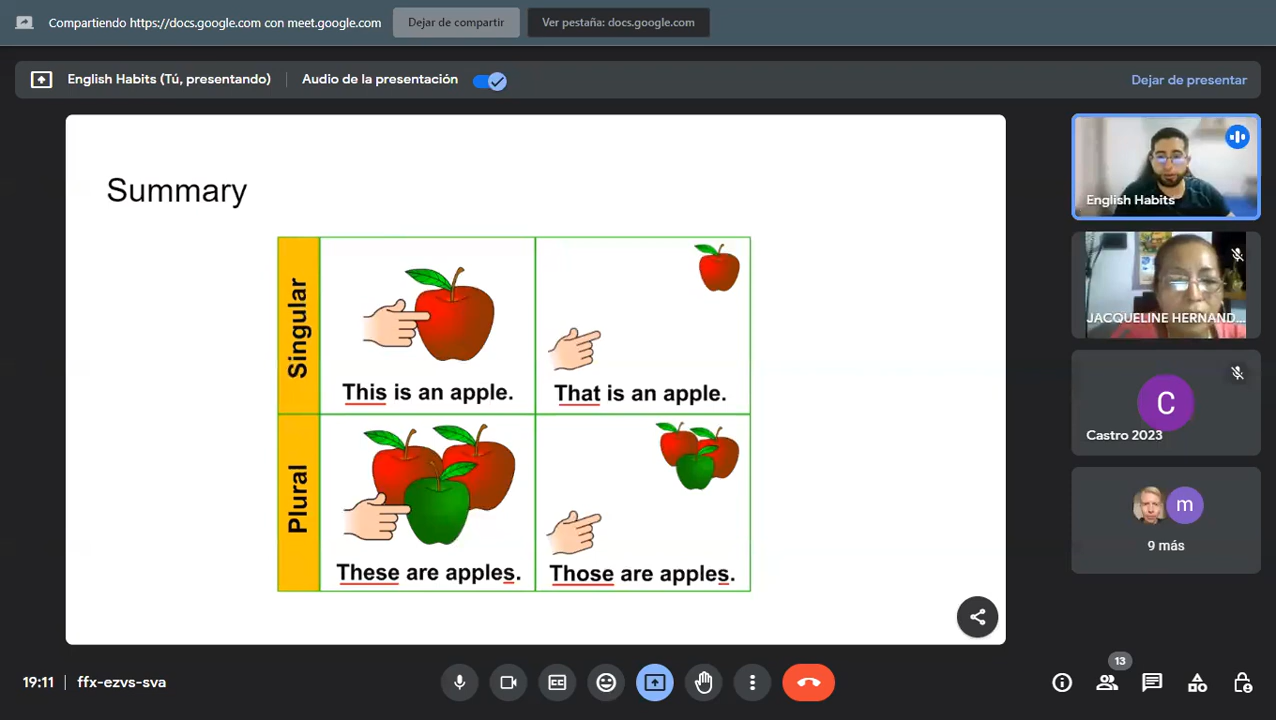 Compartiendo https://docs.google.com con meet.google.com
Dejar de compartir
Ver pestaña: docs.google.com
English Habits (Tú, presentando)
Audio de la presentación
Dejar de presentar
Summary
Singular
This is an apple.
That is an apple.
Plural
These are apples.
Those are apples.
English Habits
JACQUELINE HERNAND...
C
Castro 2023
m
9 más
19:11 | ffx-ezvs-sva
13